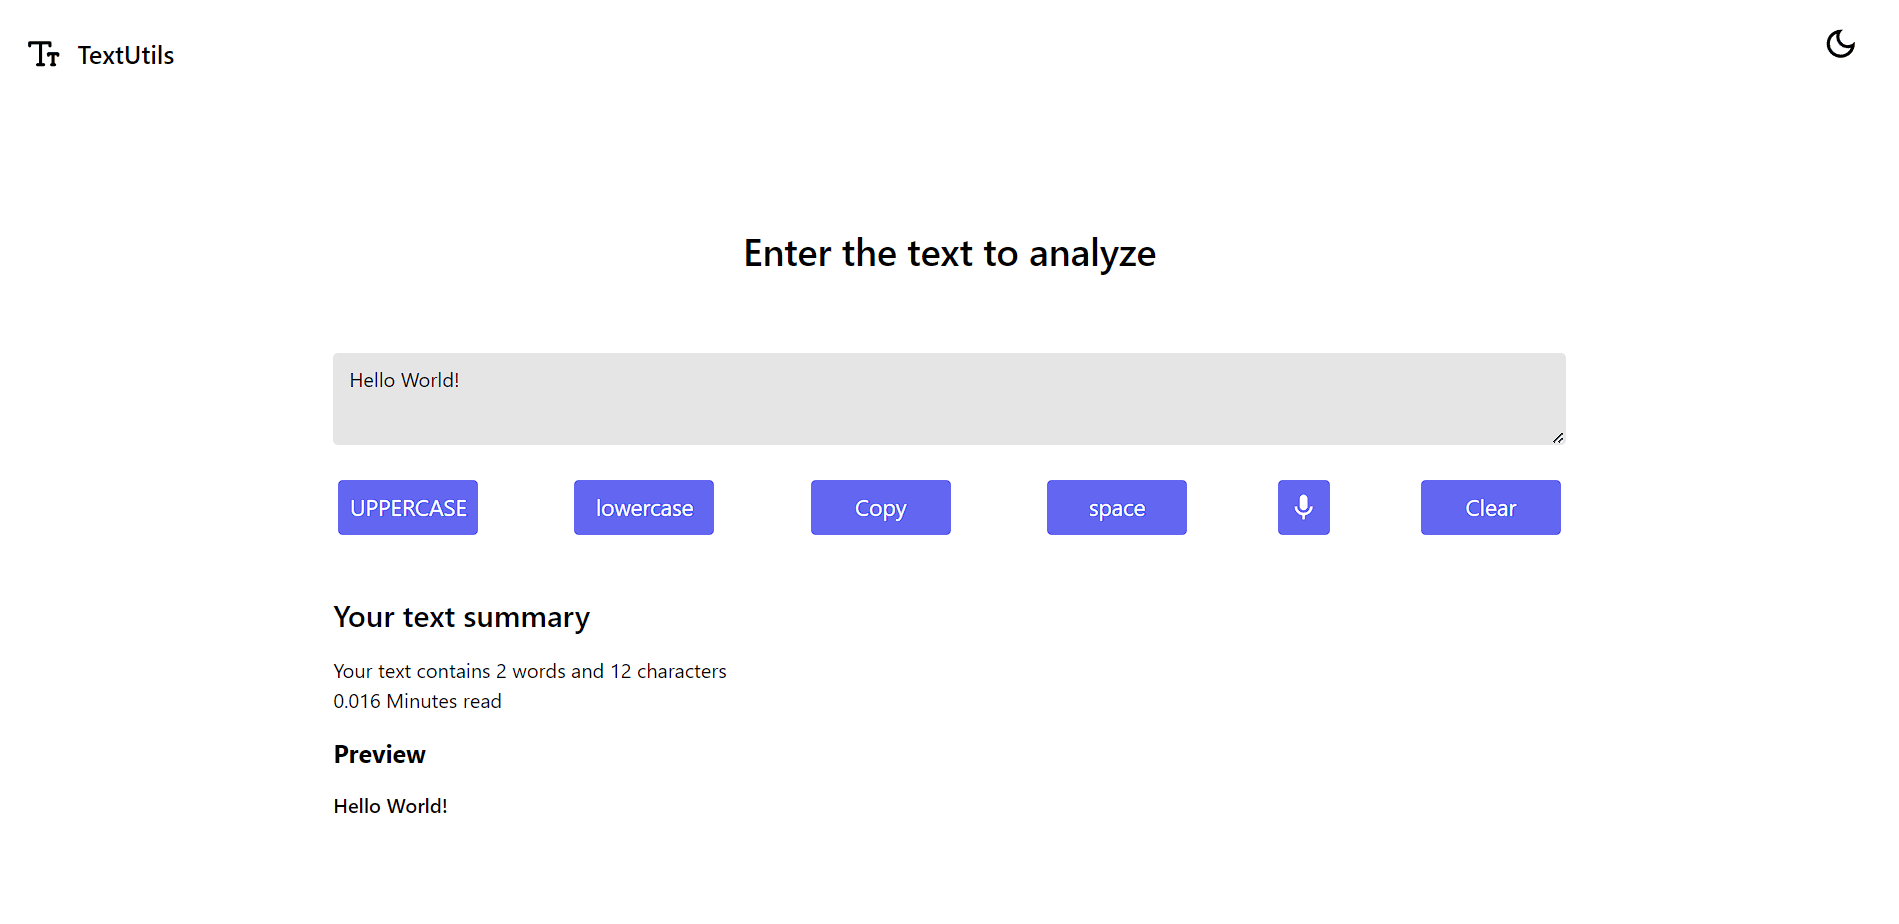 TextUtils
Enter the text to analyze
Hello World!
UPPERCASE lowercase Copy space Clear
Your text summary
Your text contains 2 words and 12 characters
0.016 Minutes read
Preview
Hello World!